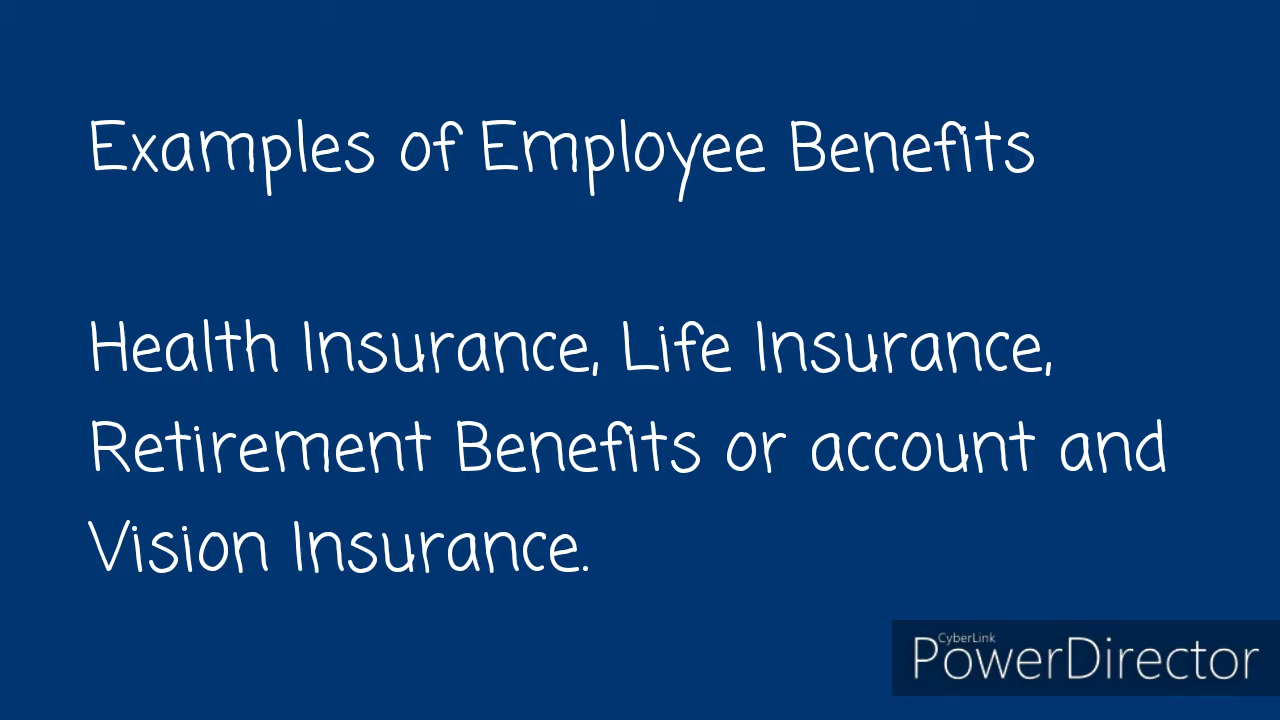 Examples of Employee Benefits
Health Insurance, Life Insurance,
Retirement Benefits or account and
Vision Insurance.
CyberLink
PowerDirector